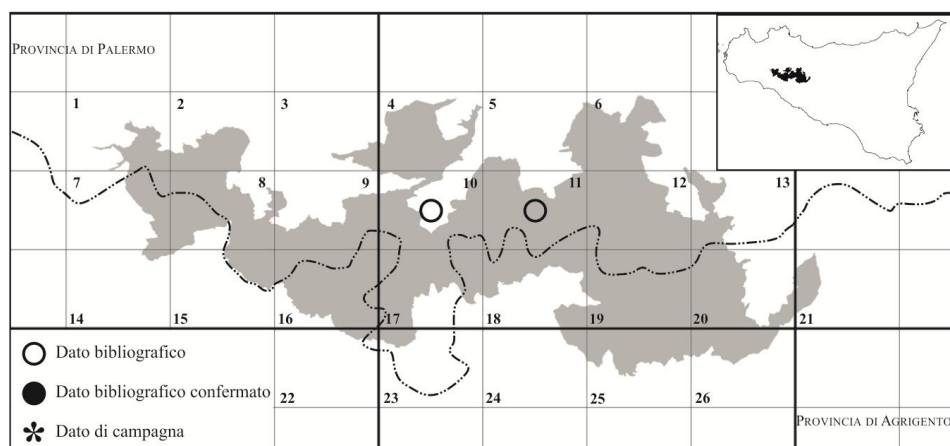 PROVINCIA DI PALERMO
1 2 3 4 5 6
7 8 9 10 11 12 13
14 15 16 17 18 19 20 21
Dato bibliografico
Dato bibliografico confermato
22 23 24 25 26
Dato di campagna
PROVINCIA DI AGRIGENTO